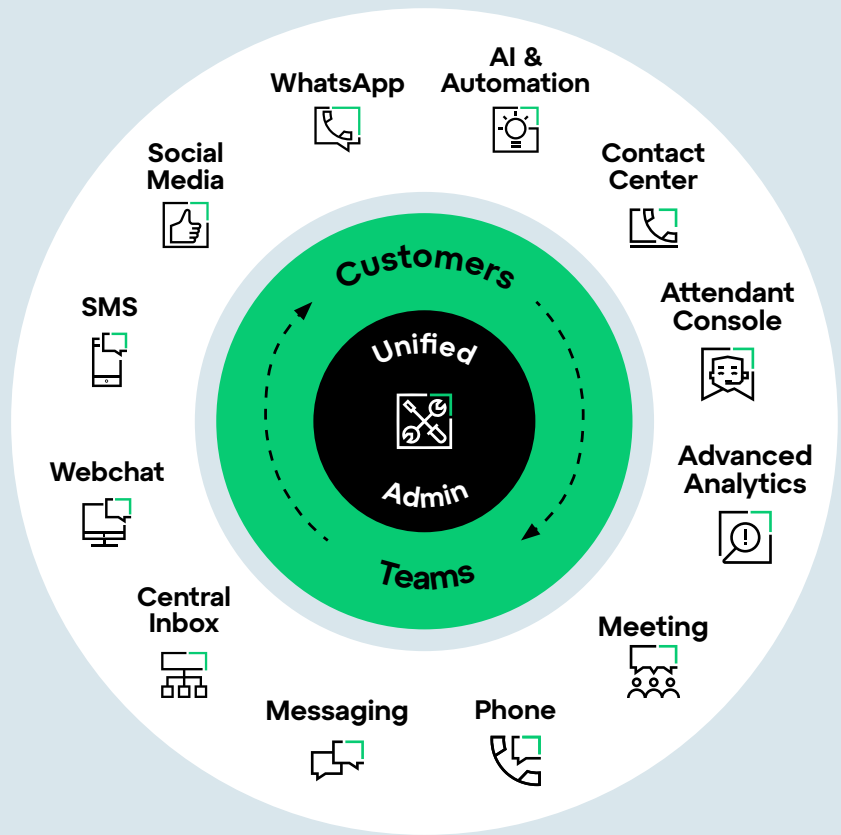 AI &
Automation
WhatsApp
Contact
Center
Social
Media
Customers
Attendant
Console
SMS
Unified
Advanced
Analytics
Webchat
Admin
Teams
Central
Inbox
Meeting
Messaging
Phone